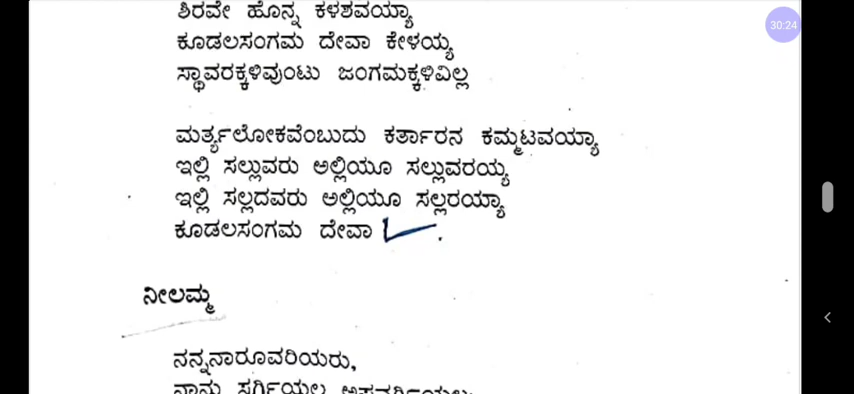 ಶಿರವೇ ಹೊನ್ನ ಕಳಶವಯ್ಯಾ
ಕೂಡಲಸಂಗಮ ದೇವಾ ಕೇಳಯ್ಯ
ಸ್ಥಾವರಕ್ಕಳಿವುಂಟು ಜಂಗಮಕ್ಕಳಿವಿಲ್ಲ
ಮರ್ತ್ಯಲೋಕವೆಂಬುದು ಕರ್ತಾರನ ಕಮ್ಮಟವಯ್ಯಾ
ಇಲ್ಲಿ ಸಲ್ಲುವರು ಅಲ್ಲಿಯೂ ಸಲ್ಲುವರಯ್ಯ
ಇಲ್ಲಿ ಸಲ್ಲದವರು ಅಲ್ಲಿಯೂ ಸಲ್ಲರಯ್ಯಾ
ಕೂಡಲಸಂಗಮ ದೇವಾ
ನೀಲಮ್ಮ
ನನ್ನನಾರೂವರಿಯರು,
ನಾನು
30:24